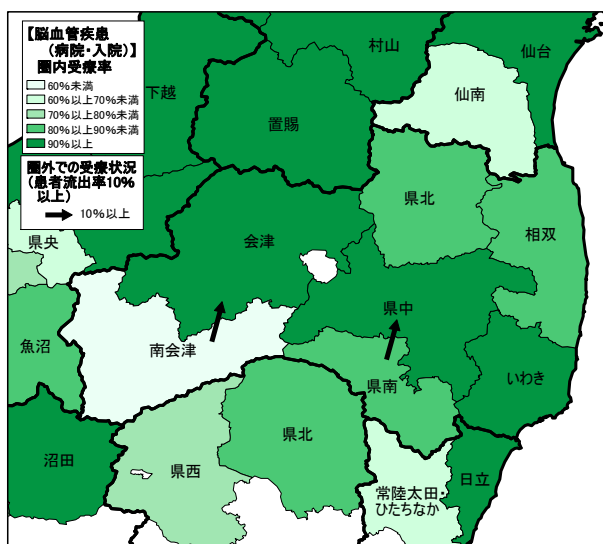 【脳血管疾患
(病院・入院)】
圏内受療率
60%未満
60%以上70%未満
70%以上80%未満
80%以上90%未満
90%以上
圏外での受療状況
(患者流出率10%
以上)
10%以上
村山
仙台
下越
仙南
置賜
県北
相双
会津
県央
県中
魚沼
南会津
県南
いわき
県北
沼田
県西
日立
常陸太田・
ひたちなか